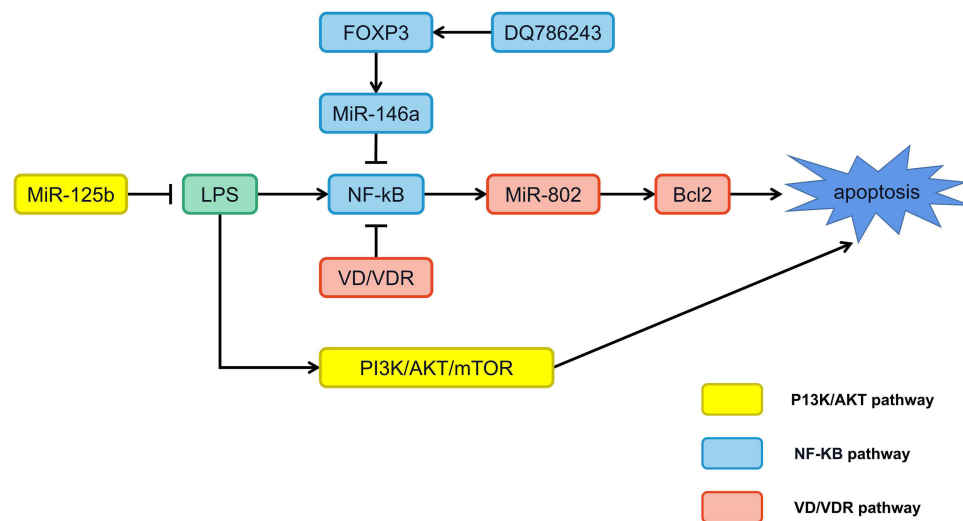 FOXP3
DQ786243
MiR-146a
MiR-125b
LPS
NF-kB
MiR-802
Bcl2
apoptosis
VD/VDR
PI3K/AKT/mTOR
P13K/AKT pathway
NF-KB pathway
VD/VDR pathway